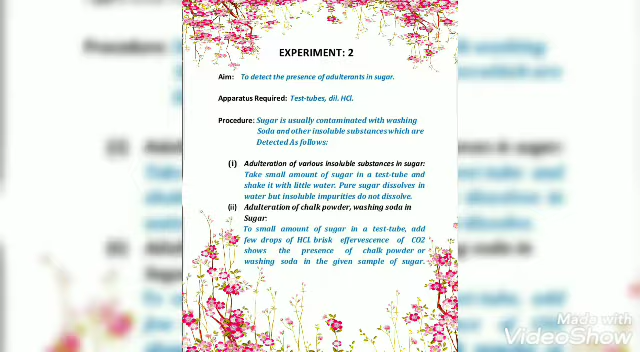 EXPERIMENT: 2
Aim: To detect the presence of adulterants in sugar.
Apparatus Required: Test-tubes, dil. HCl.
Procedure: Sugar is usually contaminated with washing
Soda and other insoluble substances which are
Detected As follows:
(i) Adulteration of various insoluble substances in sugar:
Take small amount of sugar in a test-tube and
shake it with little water. Pure sugar dissolves in
water but insoluble impurities do not dissolve.
(ii) Adulteration of chalk powder, washing soda in
Sugar:
To small amount of sugar in a test-tube, add
few drops of HCL brisk effervescence of CO2
shows the presence of chalk powder or
washing soda in the given sample of sugar.
Made with
VideoShow